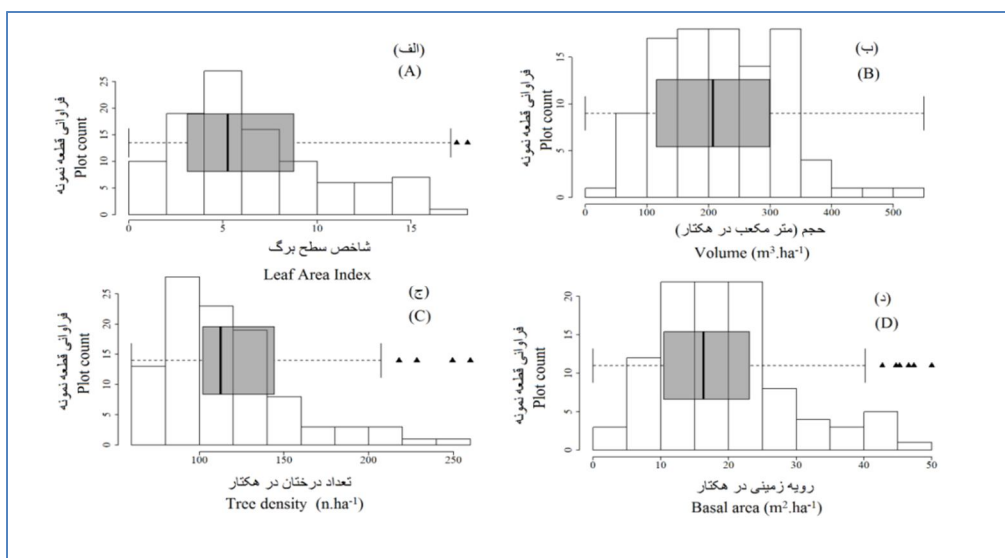 (الف)
(A)
فراوانی قطعه نمونه
Plot count
0 5 10 15 20 25
0 5 10 15
شاخص سطح برگ
Leaf Area Index
(ب)
(B)
فراوانی قطعه نمونه
Plot count
0 5 10 15
0 100 200 300 400 500
حجم (متر مکعب در هکتار)
Volume (m³.ha⁻¹)
(ج)
(C)
فراوانی قطعه نمونه
Plot count
0 5 10 15 20 25
100 150 200 250
تعداد درختان در هکتار
Tree density (n.ha⁻¹)
(د)
(D)
فراوانی قطعه نمونه
Plot count
0 5 10 15 20
0 10 20 30 40 50
رویه زمینی در هکتار
Basal area (m².ha⁻¹)